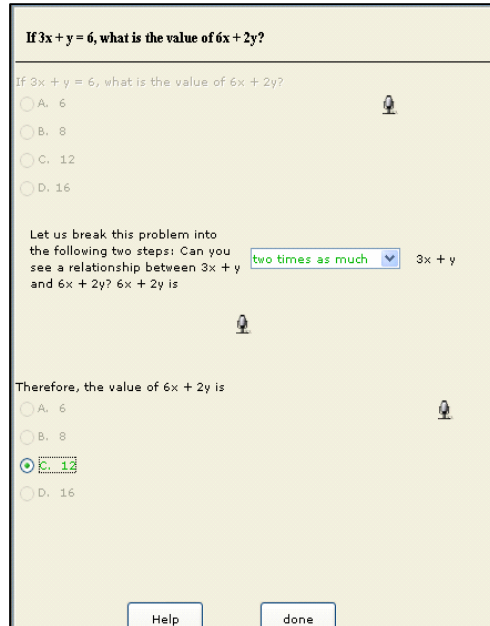 If 3x + y = 6, what is the value of 6x + 2y?
If 3x + y = 6, what is the value of 6x + 2y?
A. 6
B. 8
C. 12
D. 16
Let us break this problem into
the following two steps: Can you
see a relationship between 3x + y
and 6x + 2y? 6x + 2y is
two times as much
3x + y
Therefore, the value of 6x + 2y is
A. 6
B. 8
C. 12
D. 16
Help
done